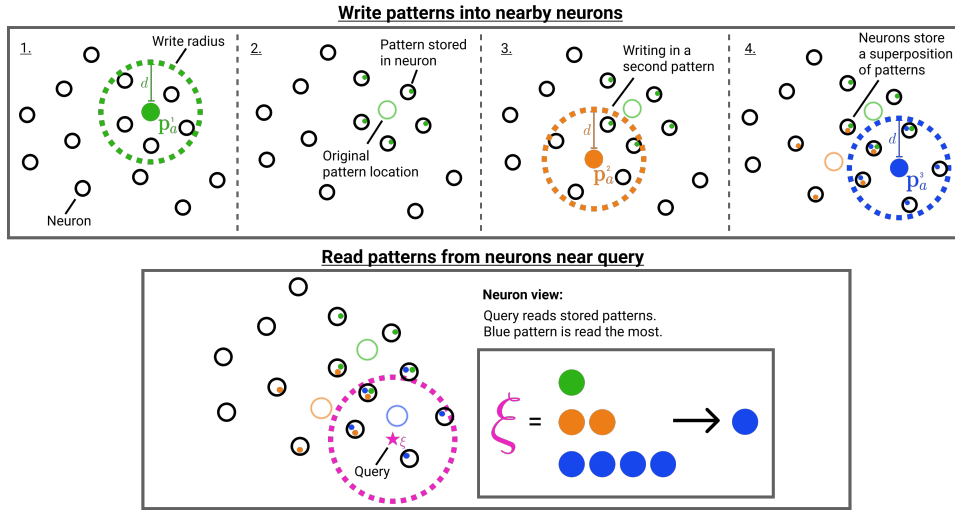 Write patterns into nearby neurons
1.
Write radius
d
p¹ₐ
Neuron
2.
Pattern stored
in neuron
Original
pattern location
3.
Writing in a
second pattern
d
p²ₐ
4.
Neurons store
a superposition
of patterns
d
p³ₐ
Read patterns from neurons near query
ξ
Query
Neuron view:
Query reads stored patterns.
Blue pattern is read the most.
ξ =